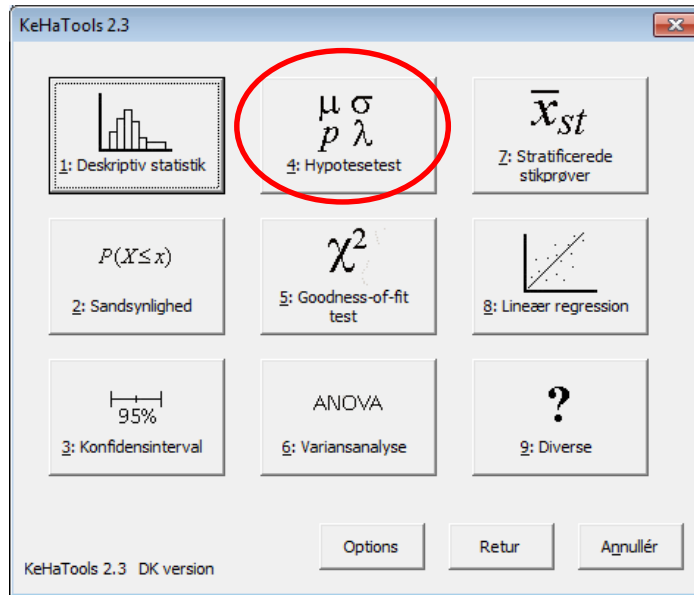 KeHaTools 2.3
1: Deskriptiv statistik
μ σ
p λ
4: Hypotesetest
x̅st
7: Stratificerede
stikprøver
P(X≤x)
2: Sandsynlighed
χ²
5: Goodness-of-fit
test
8: Lineær regression
95%
3: Konfidensinterval
ANOVA
6: Variansanalyse
?
9: Diverse
Options
Retur
Annullér
KeHaTools 2.3 DK version